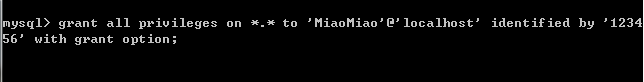 mysql> grant all privileges on *.* to 'MiaoMiao'@'localhost' identified by '1234
56' with grant option;